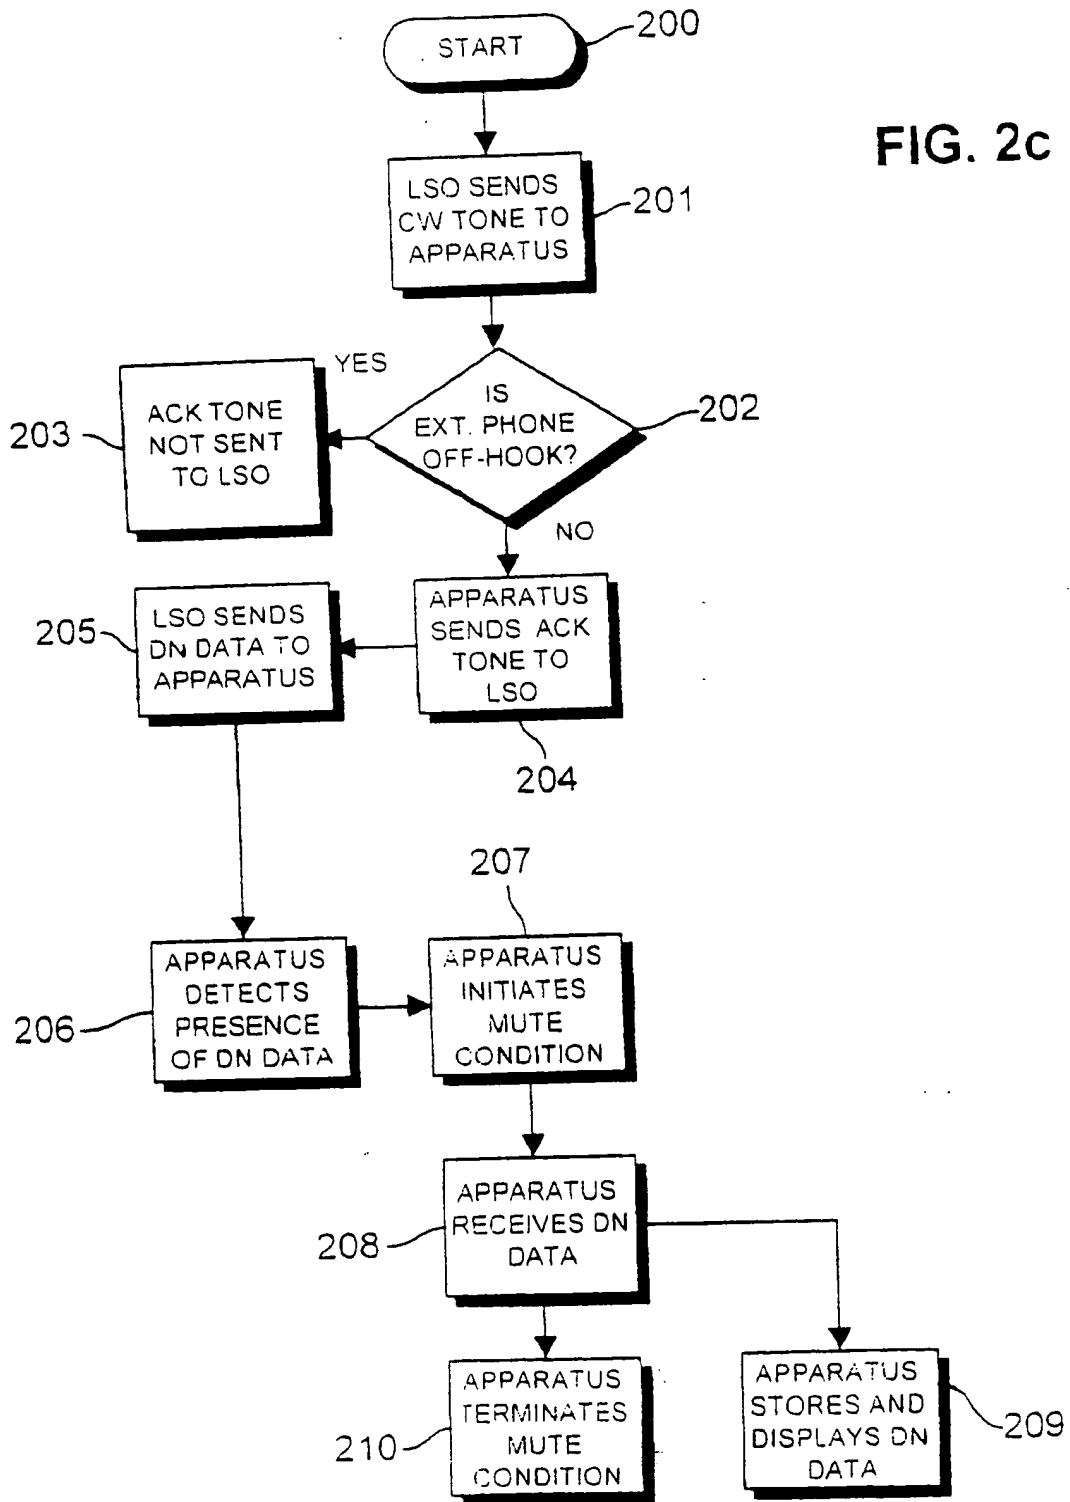 START
200
FIG. 2c
LSO SENDS
CW TONE TO
APPARATUS
201
YES
IS
EXT. PHONE
OFF-HOOK?
202
203
ACK TONE
NOT SENT
TO LSO
NO
205
LSO SENDS
DN DATA TO
APPARATUS
APPARATUS
SENDS ACK
TONE TO
LSO
204
207
206
APPARATUS
DETECTS
PRESENCE
OF DN DATA
APPARATUS
INITIATES
MUTE
CONDITION
208
APPARATUS
RECEIVES DN
DATA
210
APPARATUS
TERMINATES
MUTE
CONDITION
APPARATUS
STORES AND
DISPLAYS DN
DATA
209